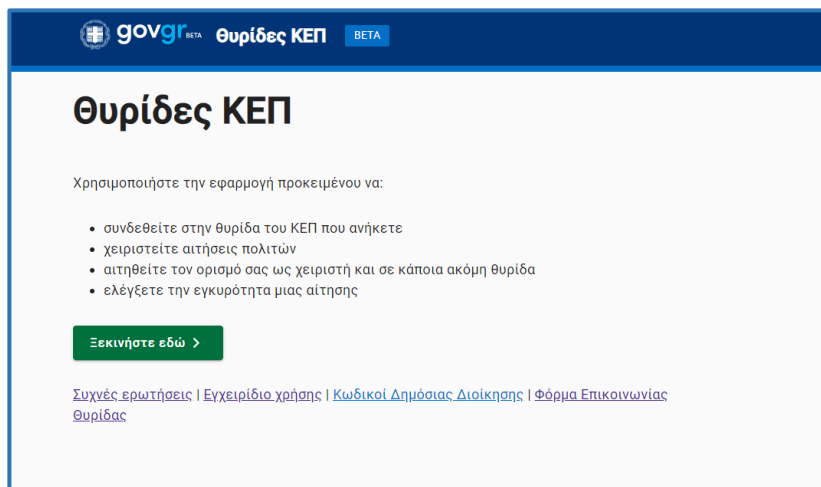 govgr BETA Θυρίδες ΚΕΠ BETA
Θυρίδες ΚΕΠ
Χρησιμοποιήστε την εφαρμογή προκειμένου να:
• συνδεθείτε στην θυρίδα του ΚΕΠ που ανήκετε
• χειριστείτε αιτήσεις πολιτών
• αιτηθείτε τον ορισμό σας ως χειριστή και σε κάποια ακόμη θυρίδα
• ελέγξετε την εγκυρότητα μιας αίτησης
Ξεκινήστε εδώ >
Συχνές ερωτήσεις | Εγχειρίδιο χρήσης | Κωδικοί Δημόσιας Διοίκησης | Φόρμα Επικοινωνίας
Θυρίδας